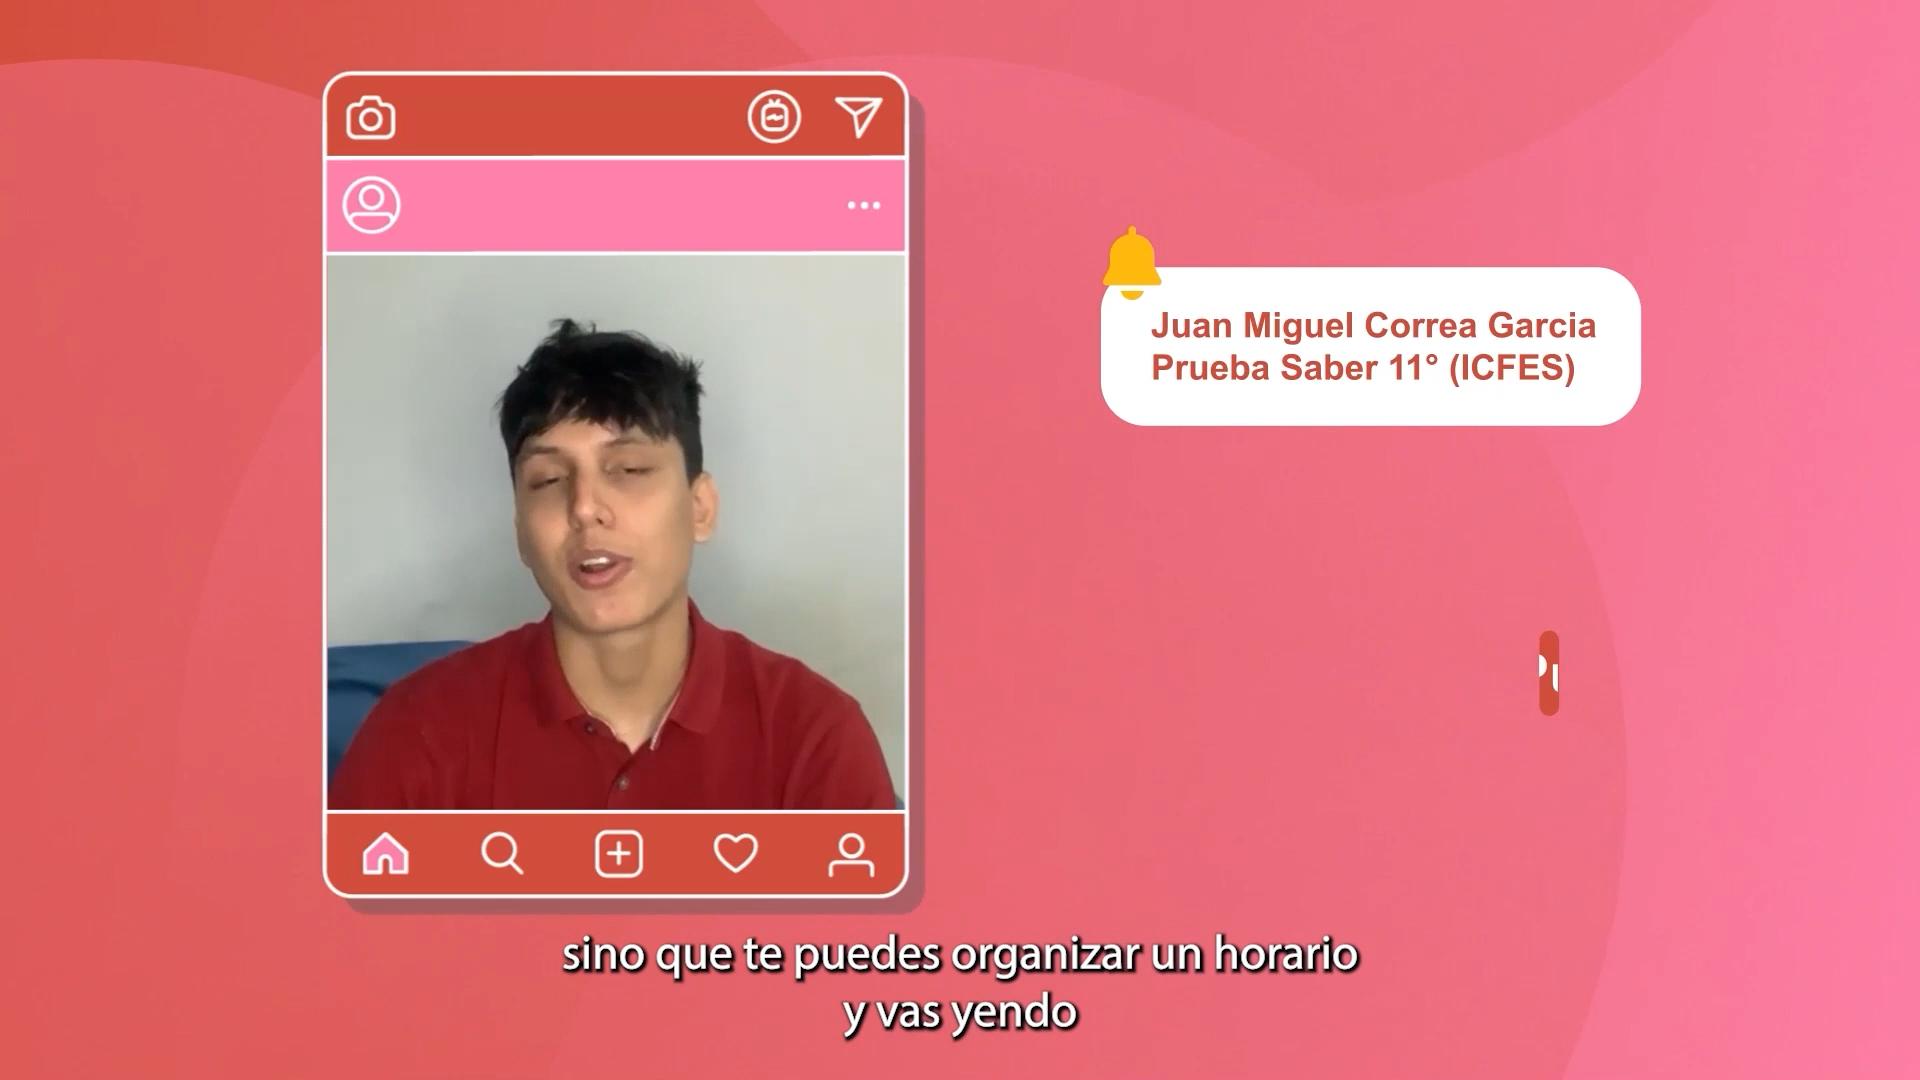 Juan Miguel Correa Garcia
Prueba Saber 11° (ICFES)
sino que te puedes organizar un horario
y vas yendo